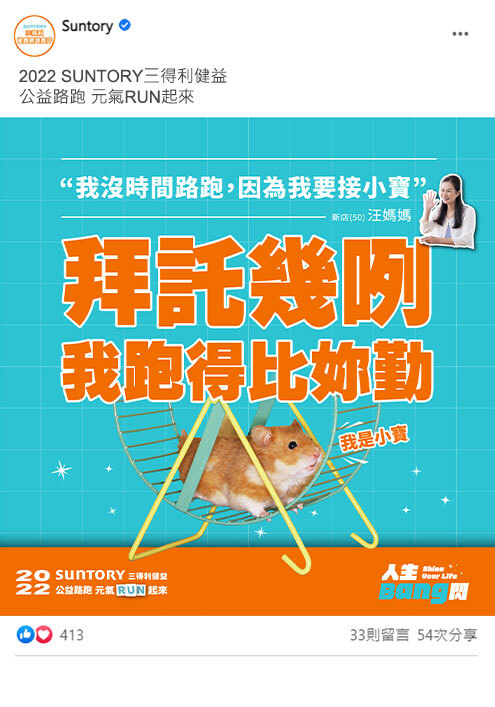 SUNTORY
三得利
Suntory
2022 SUNTORY三得利健益
公益路跑 元氣RUN起來
“我沒時間路跑，因為我要接小寶”
新店(50) 汪媽媽
拜託幾咧
我跑得比妳勤
我是小寶
2022 SUNTORY 三得利健益
公益路跑 元氣RUN起來
人生 Shine Your Life
Bang閃
413 33則留言 54次分享